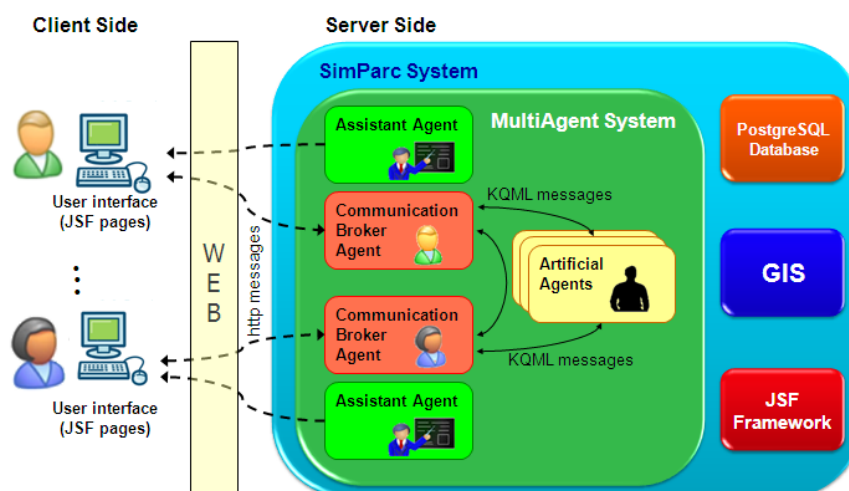 Client Side
Server Side
SimParc System
MultiAgent System
Assistant Agent
PostgreSQL
Database
User interface
(JSF pages)
KQML messages
Communication
Broker
Agent
WEB
http messages
Artificial
Agents
GIS
Communication
Broker
Agent
KQML messages
User interface
(JSF pages)
Assistant Agent
JSF
Framework